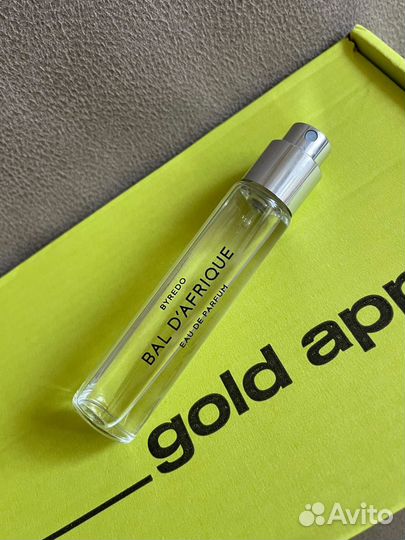 BYREDO
BAL D'AFRIQUE
EAU DE PARFUM
gold app
Avito